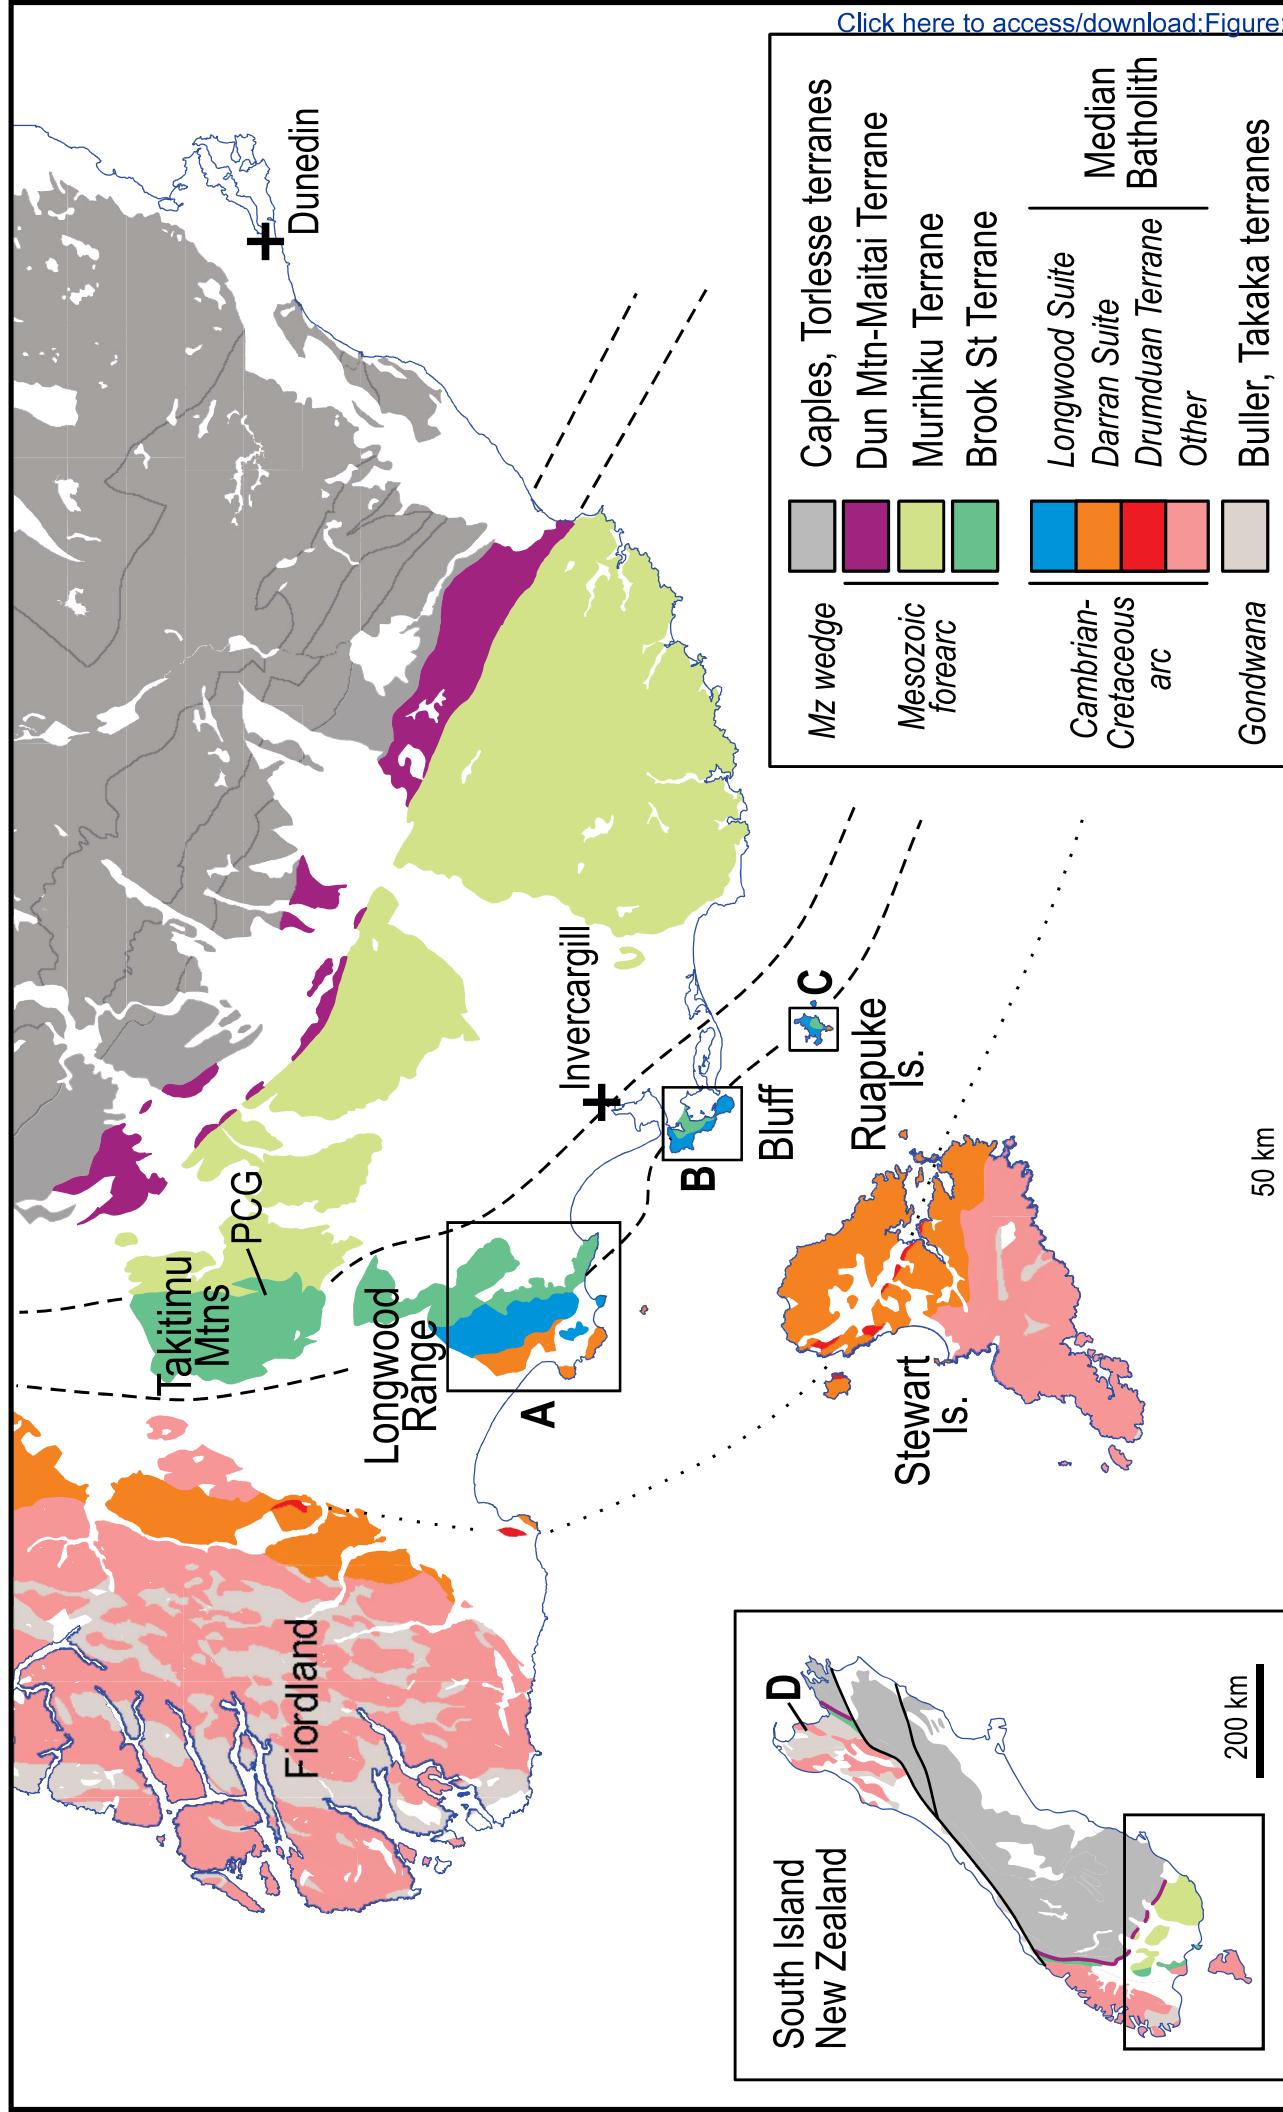 Click here to access/download;Figure:
Dunedin
Invercargill
Takitimu
Mtns
PCG
Longwood
Range
A
B
Bluff
C
Ruapuke
Is.
Stewart
Is.
Fiordland
50 km
Mz wedge
Caples, Torlesse terranes
Mesozoic
forearc
Dun Mtn-Maitai Terrane
Murihiku Terrane
Brook St Terrane
Cambrian-
Cretaceous
arc
Longwood Suite
Darran Suite
Drumduan Terrane
Other
Median
Batholith
Gondwana
Buller, Takaka terranes
South Island
New Zealand
D
200 km